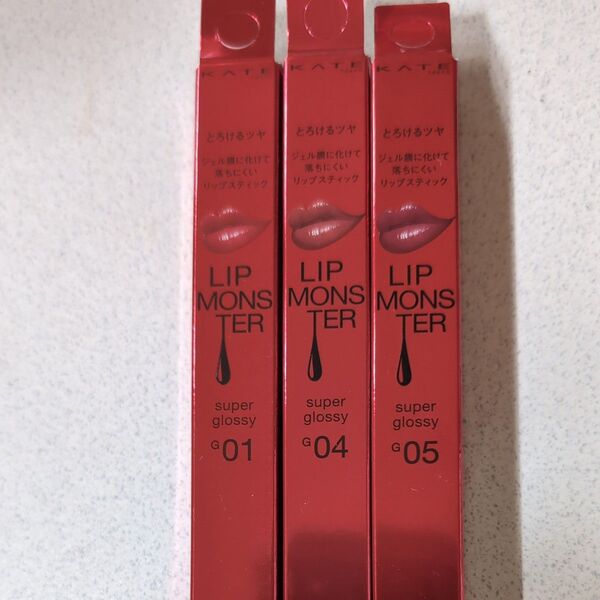 KATE
TOKYO
とろけるツヤ
ジェル膜に化けて
落ちにくい
リップスティック
LIP
MONS
TER
super
glossy
G01
KATE
TOKYO
とろけるツヤ
ジェル膜に化けて
落ちにくい
リップスティック
LIP
MONS
TER
super
glossy
G04
KATE
TOKYO
とろけるツヤ
ジェル膜に化けて
落ちにくい
リップスティック
LIP
MONS
TER
super
glossy
G05